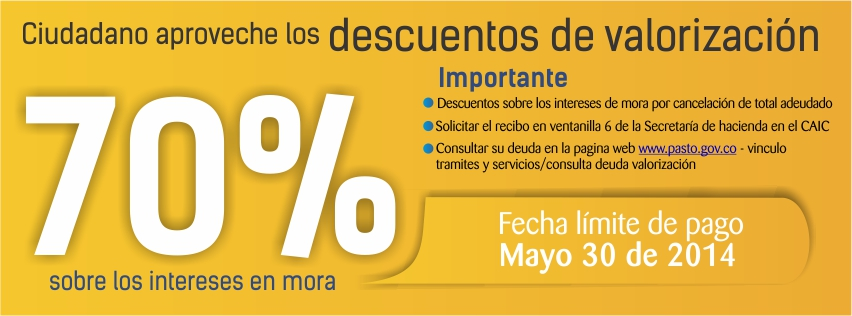 Ciudadano aproveche los descuentos de valorización
70%
sobre los intereses en mora
Importante
Descuentos sobre los intereses de mora por cancelación de total adeudado
Solicitar el recibo en ventanilla 6 de la Secretaría de hacienda en el CAIC
Consultar su deuda en la pagina web www.pasto.gov.co - vinculo
tramites y servicios/consulta deuda valorización
Fecha límite de pago
Mayo 30 de 2014